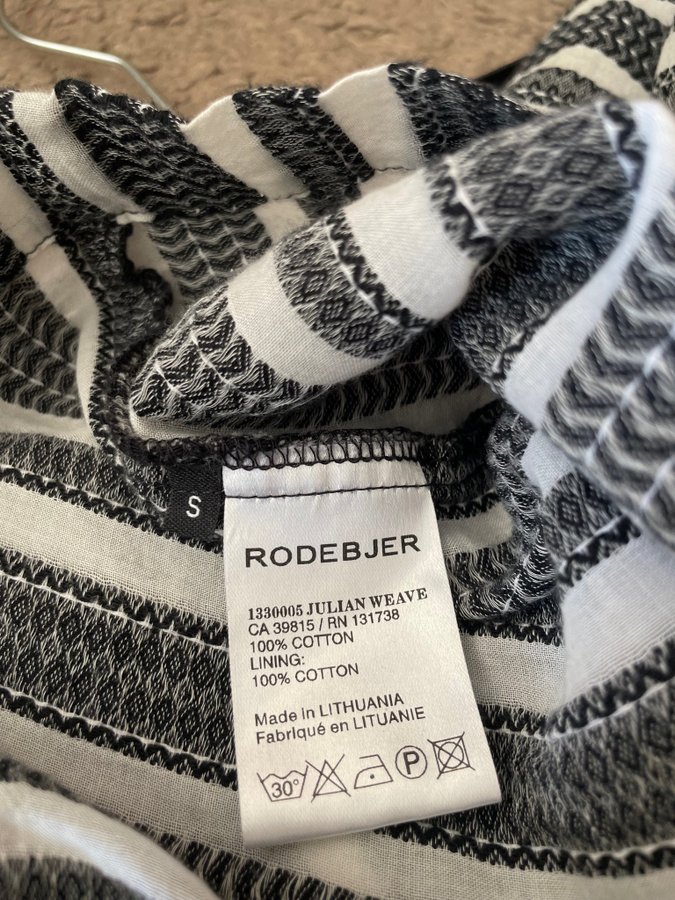 S
RODEBJER
1330005 JULIAN WEAVE
CA 39815 / RN 131738
100% COTTON
LINING:
100% COTTON
Made in LITHUANIA
Fabriqué en LITUANIE
30°
P